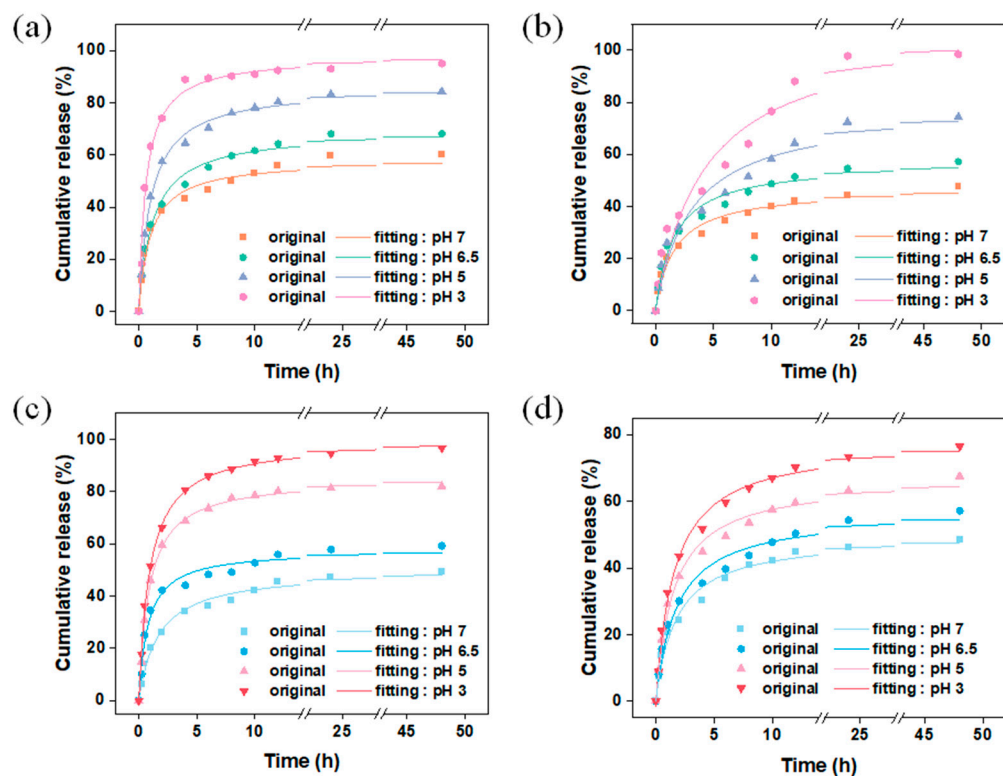 (a)
Cumulative release (%)
100
80
60
40
20
0
original fitting : pH 7
original fitting : pH 6.5
original fitting : pH 5
original fitting : pH 3
0 5 10 25 45 50
Time (h)
(b)
Cumulative release (%)
100
80
60
40
20
0
original fitting : pH 7
original fitting : pH 6.5
original fitting : pH 5
original fitting : pH 3
0 5 10 25 45 50
Time (h)
(c)
Cumulative release (%)
100
80
60
40
20
0
original fitting : pH 7
original fitting : pH 6.5
original fitting : pH 5
original fitting : pH 3
0 5 10 25 45 50
Time (h)
(d)
Cumulative release (%)
80
60
40
20
0
original fitting : pH 7
original fitting : pH 6.5
original fitting : pH 5
original fitting : pH 3
0 5 10 25 45 50
Time (h)